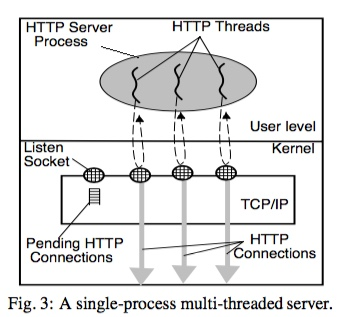 HTTP Server
Process
HTTP Threads
User level
Kernel
Listen
Socket
TCP/IP
Pending HTTP
Connections
HTTP
Connections
Fig. 3: A single-process multi-threaded server.